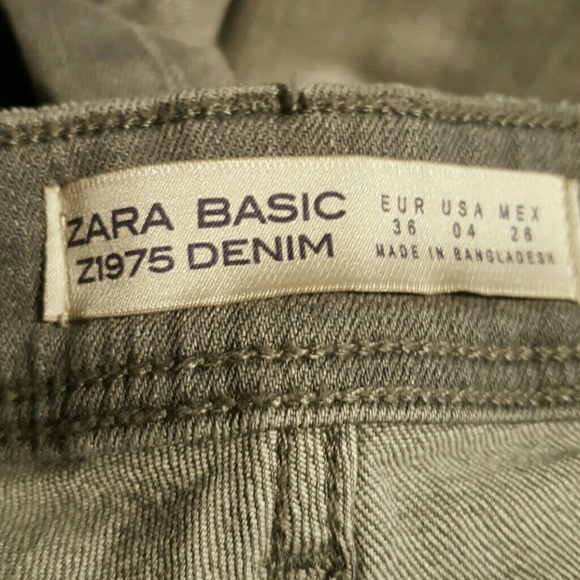 ZARA BASIC
Z1975 DENIM
EUR USA MEX
36 04 26
MADE IN BANGLADESH